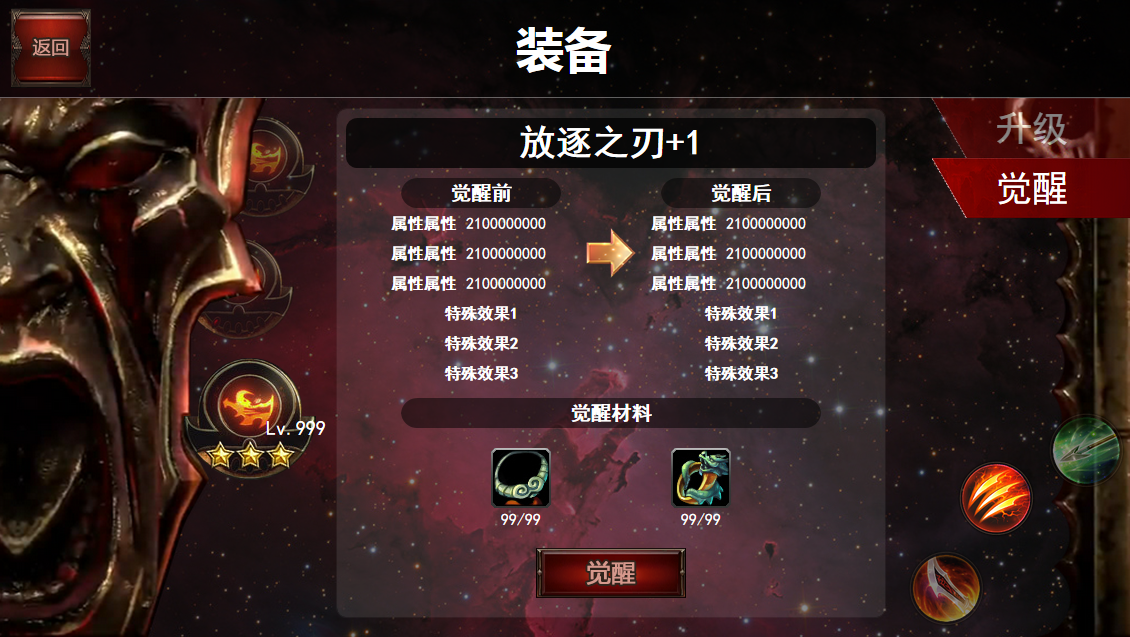 返回
装备
升级
觉醒
放逐之刃+1
觉醒前 觉醒后
属性属性 2100000000 属性属性 2100000000
属性属性 2100000000 属性属性 2100000000
属性属性 2100000000 属性属性 2100000000
特殊效果1 特殊效果1
特殊效果2 特殊效果2
特殊效果3 特殊效果3
觉醒材料
Lv.999
99/99 99/99
觉醒